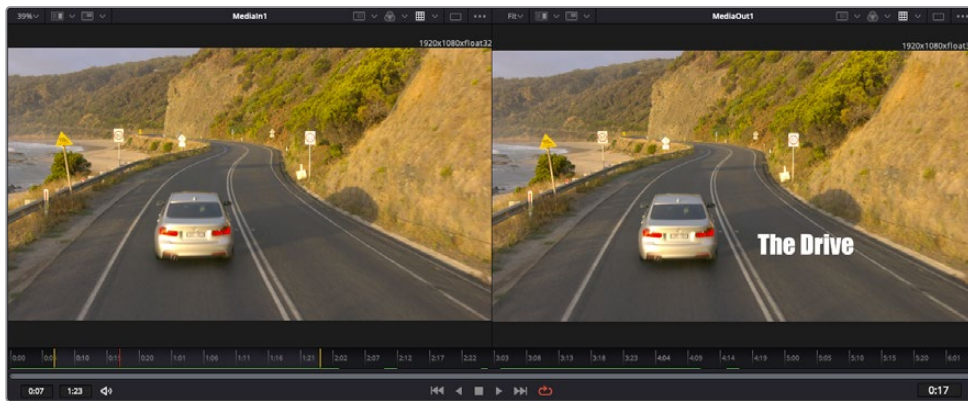 39% MediaIn1 Fit MediaOut1
1920x1080xfloat32 1920x1080xfloat32
The Drive
0:00 0:10 0:20 1:01 1:06 1:11 1:16 1:21 2:02 2:07 2:12 2:17 2:22 3:03 3:08 3:13 3:18 3:23 4:04 4:09 4:14 4:19 5:00 5:05 5:10 5:15 5:20 6:01
0:07 1:23 0:17